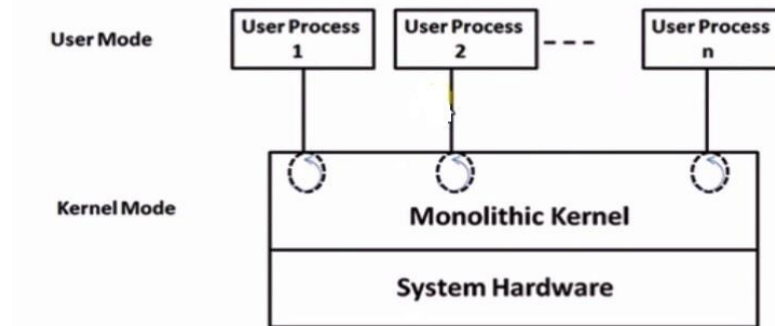 User Mode
User Process
1
User Process
2
User Process
n
Kernel Mode
Monolithic Kernel
System Hardware